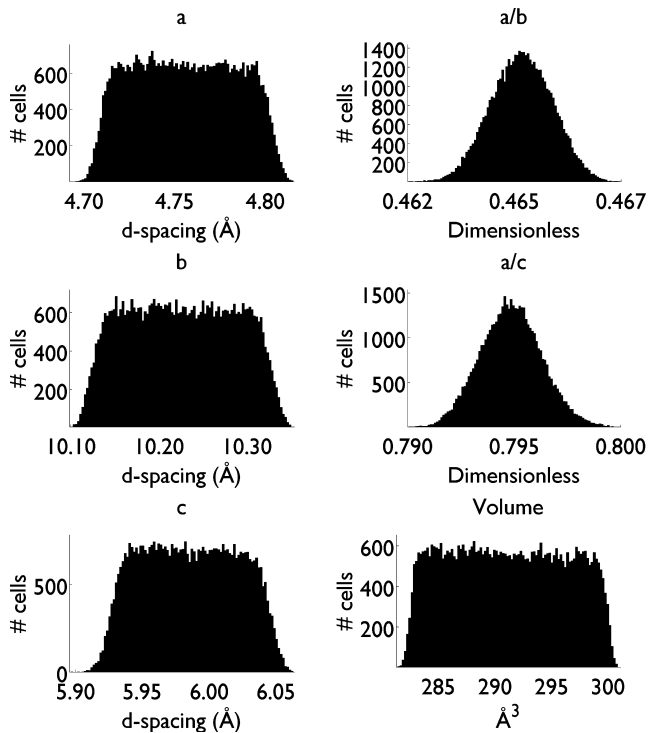 a
# cells
600
400
200
4.70 4.75 4.80
d-spacing (Å)
a/b
# cells
1400
1200
1000
800
600
400
200
0.462 0.465 0.467
Dimensionless
b
# cells
600
400
200
10.10 10.20 10.30
d-spacing (Å)
a/c
# cells
1500
1000
500
0.790 0.795 0.800
Dimensionless
c
# cells
500
0
5.90 5.95 6.00 6.05
d-spacing (Å)
Volume
# cells
600
400
200
285 290 295 300
Å³